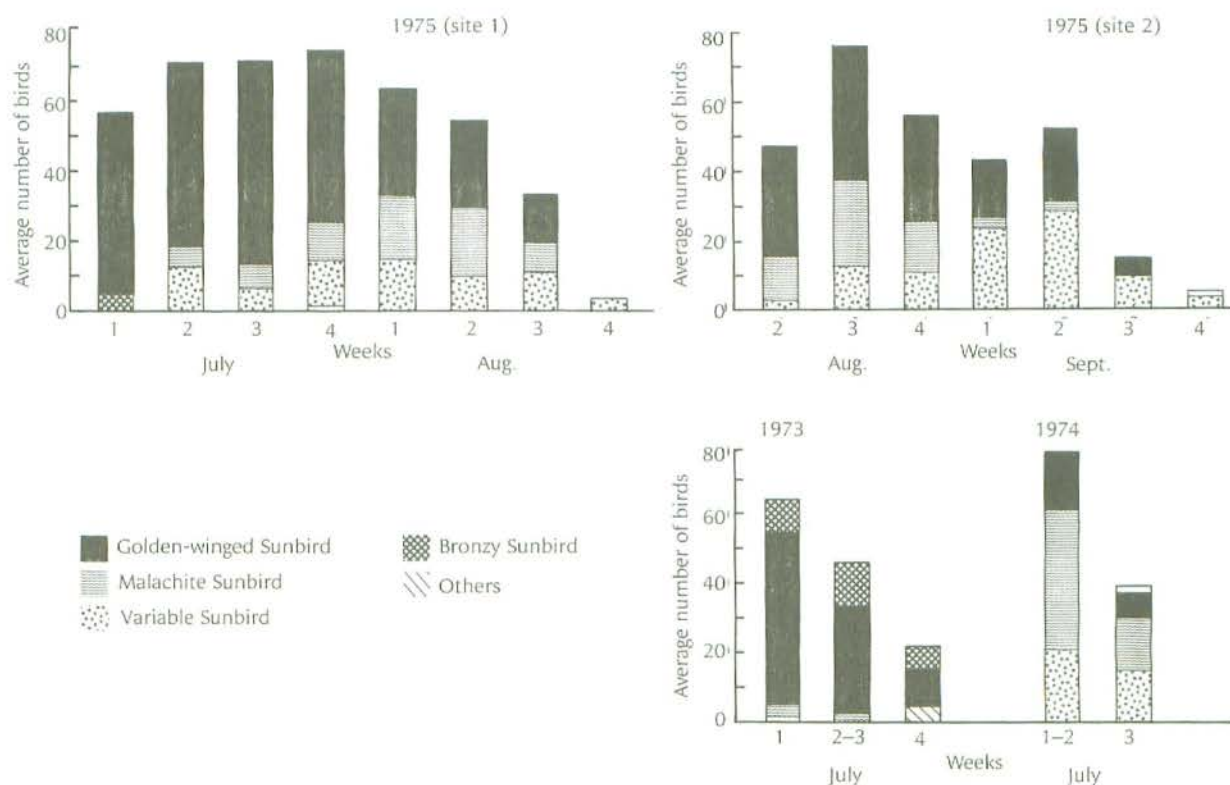 1975 (site 1)
Average number of birds
80
60
40
20
0
1 2 3 4 1 2 3 4
Weeks
July Aug.
1975 (site 2)
Average number of birds
80
60
40
20
0
2 3 4 1 2 3 4
Weeks
Aug. Sept.
Golden-winged Sunbird
Malachite Sunbird
Variable Sunbird
Bronzy Sunbird
Others
1973 1974
Average number of birds
80
60
40
20
0
1 2–3 4 1–2 3
Weeks
July July